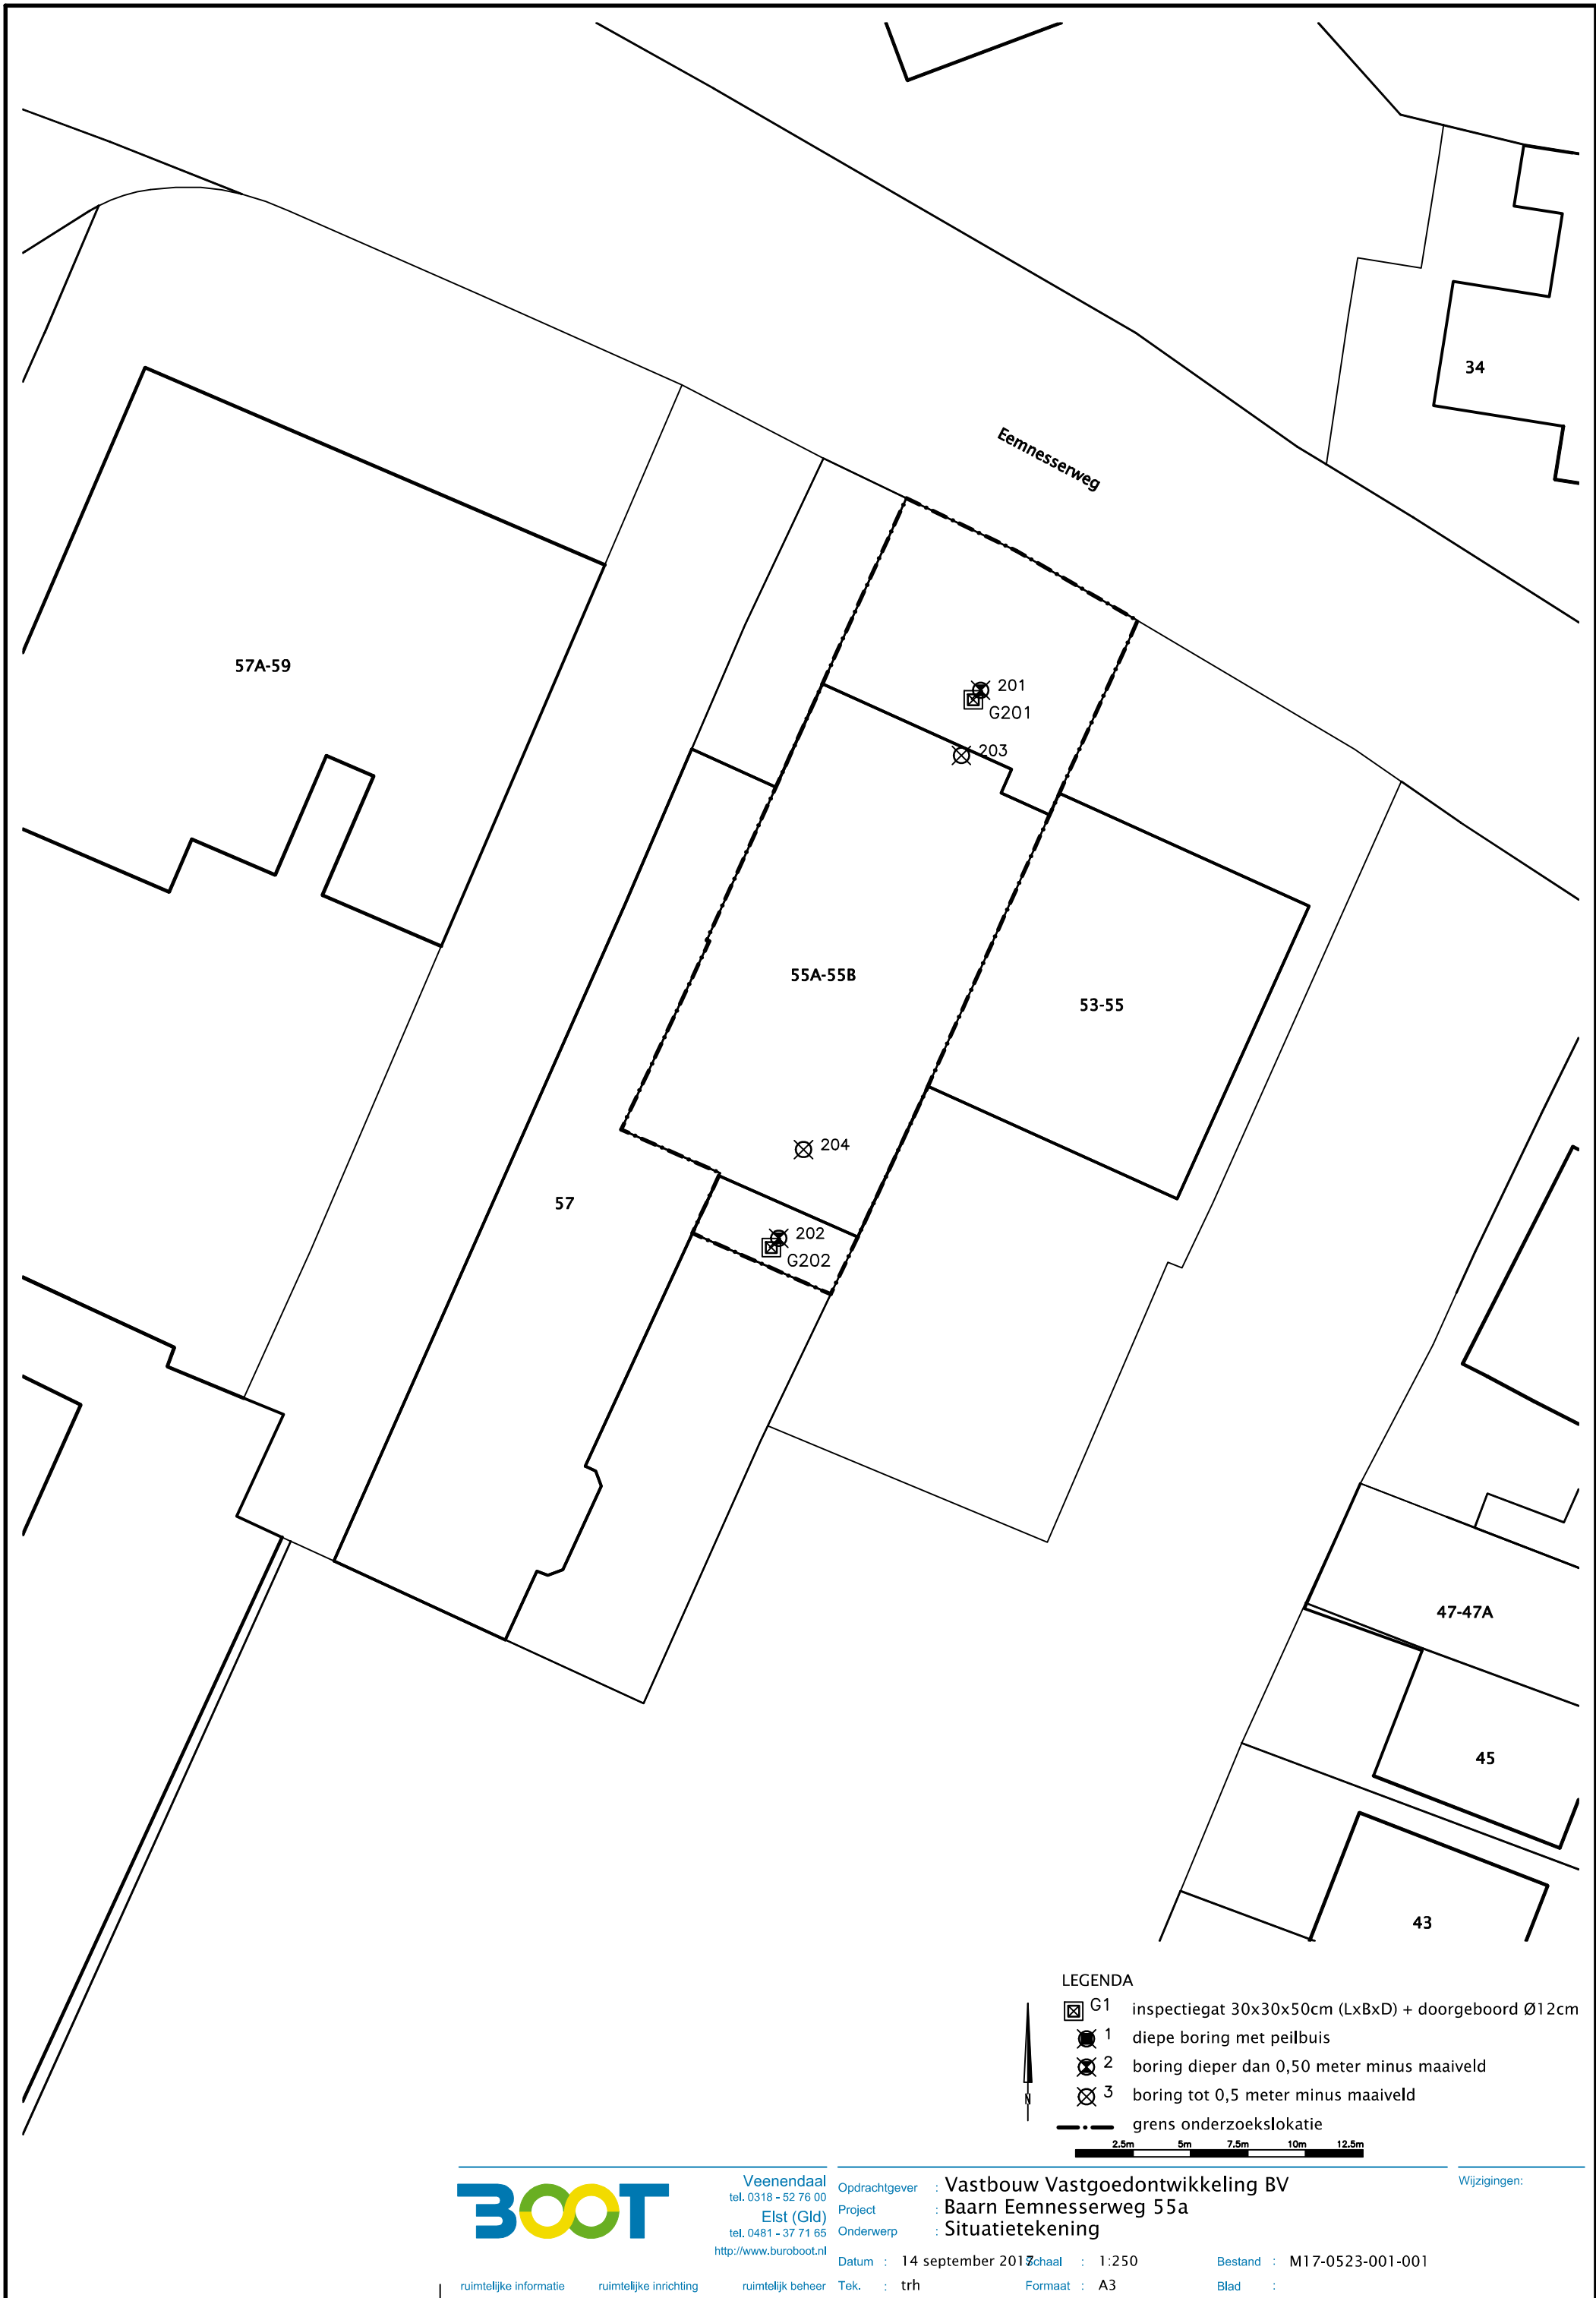 34
Eemnesserweg
57A-59
201
G201
203
55A-55B
53-55
204
57
202
G202
47-47A
45
43
LEGENDA
G1 inspectiegat 30x30x50cm (LxBxD) + doorgeboord Ø12cm
1 diepe boring met peilbuis
2 boring dieper dan 0,50 meter minus maaiveld
3 boring tot 0,5 meter minus maaiveld
grens onderzoekslokatie
N
2.5m 5m 7.5m 10m 12.5m
BOOT
Veenendaal
tel. 0318 - 52 76 00
Elst (Gld)
tel. 0481 - 37 71 65
http://www.buroboot.nl
ruimtelijke informatie ruimtelijke inrichting ruimtelijk beheer
Opdrachtgever : Vastbouw Vastgoedontwikkeling BV
Project : Baarn Eemnesserweg 55a
Onderwerp : Situatietekening
Datum : 14 september 2017 Schaal : 1:250 Bestand : M17-0523-001-001
Tek. : trh Formaat : A3 Blad :
Wijzigingen: